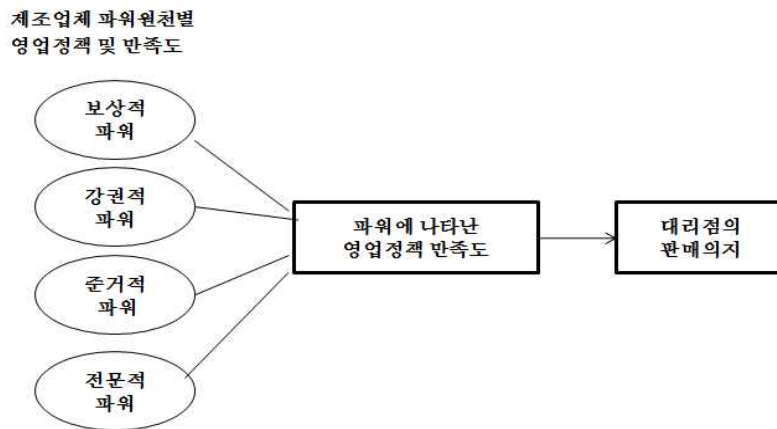 제조업체 파워원천별
영업정책 및 만족도
보상적
파워
강권적
파워
준거적
파워
전문적
파워
파워에 나타난
영업정책 만족도
대리점의
판매의지